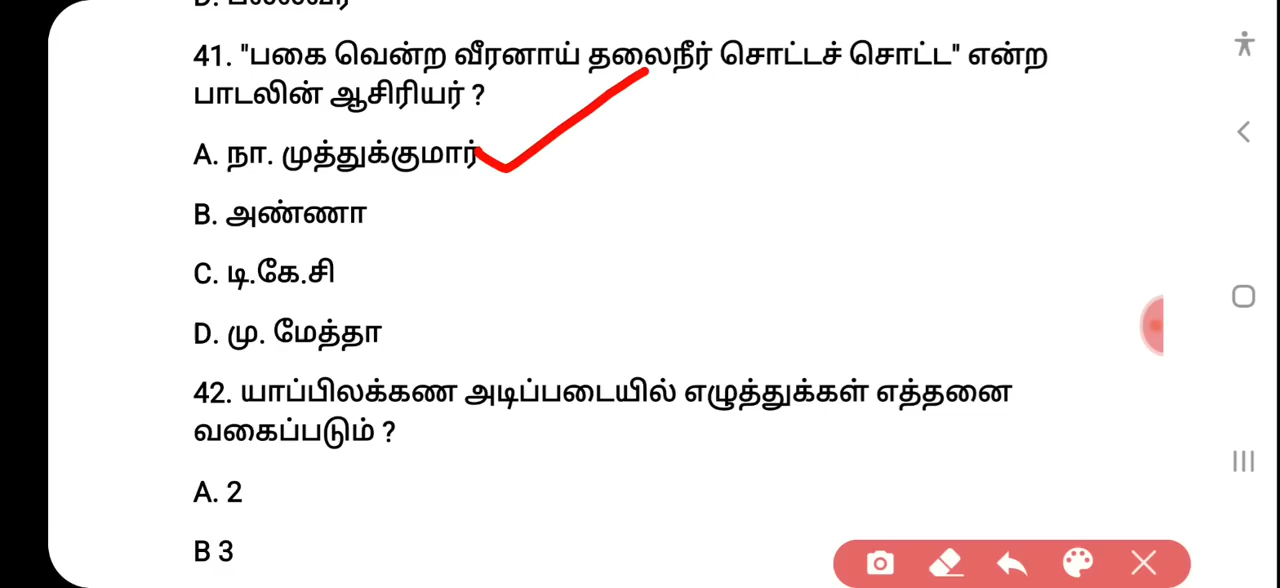 41. "பகை வென்ற வீரனாய் தலைநீர் சொட்டச் சொட்ட" என்ற
பாடலின் ஆசிரியர் ?
A. நா. முத்துக்குமார்
B. அண்ணா
C. டி.கே.சி
D. மு. மேத்தா
42. யாப்பிலக்கண அடிப்படையில் எழுத்துக்கள் எத்தனை
வகைப்படும் ?
A. 2
B 3